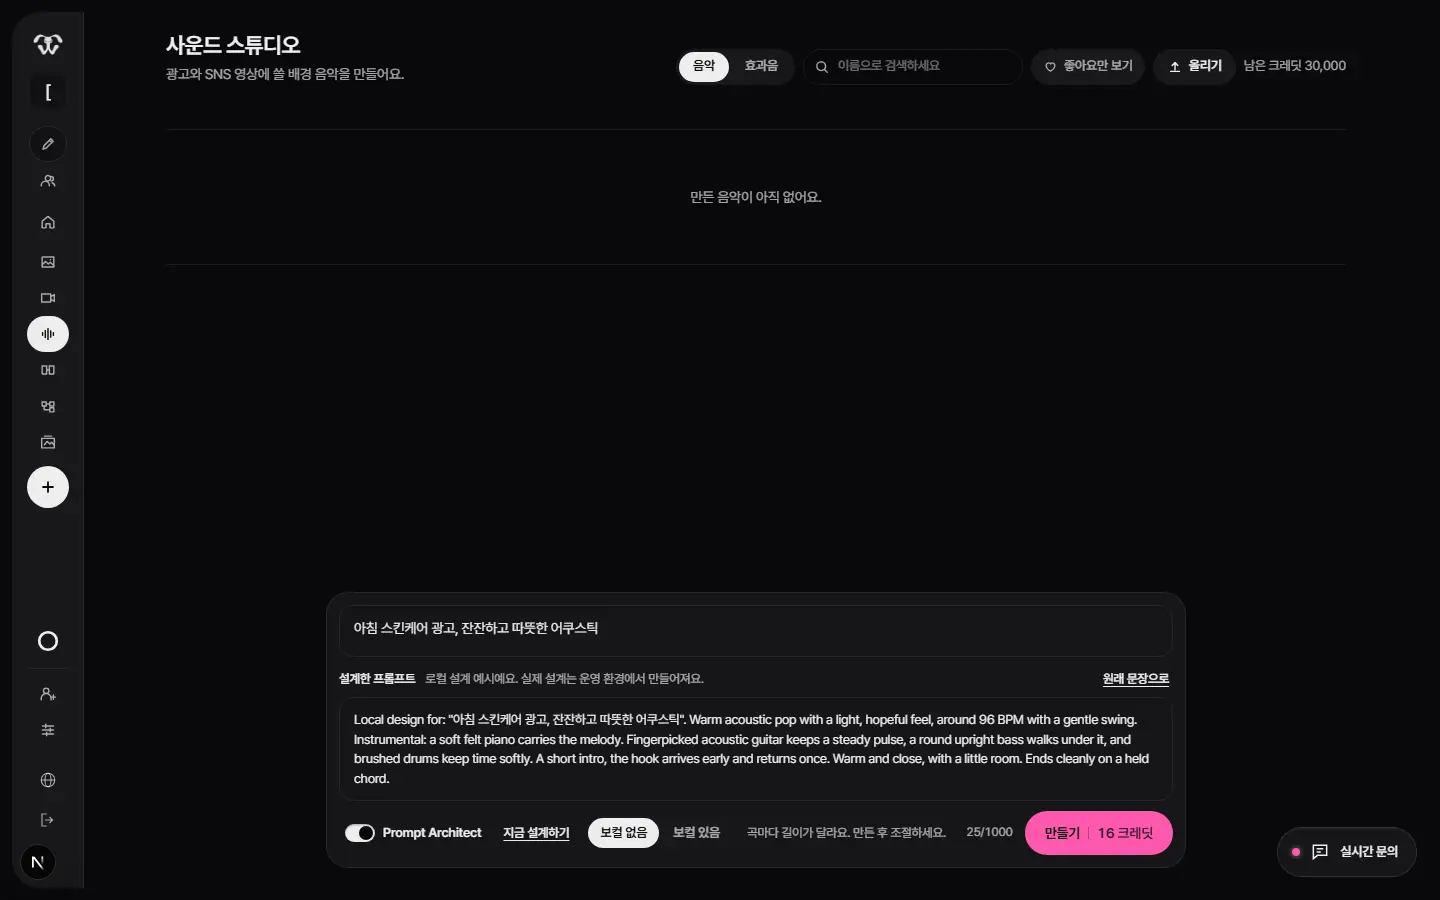 사운드 스튜디오
광고와 SNS 영상에 쓸 배경 음악을 만들어요.
음악
효과음
이름으로 검색하세요
좋아요만 보기
올리기
남은 크레딧 30,000
[
만든 음악이 아직 없어요.
아침 스킨케어 광고, 잔잔하고 따뜻한 어쿠스틱
설계한 프롬프트
로컬 설계 예시예요. 실제 설계는 운영 환경에서 만들어져요.
원래 문장으로
Local design for: "아침 스킨케어 광고, 잔잔하고 따뜻한 어쿠스틱". Warm acoustic pop with a light, hopeful feel, around 96 BPM with a gentle swing.
Instrumental: a soft felt piano carries the melody. Fingerpicked acoustic guitar keeps a steady pulse, a round upright bass walks under it, and
brushed drums keep time softly. A short intro, the hook arrives early and returns once. Warm and close, with a little room. Ends cleanly on a held
chord.
Prompt Architect
지금 설계하기
보컬 없음
보컬 있음
곡마다 길이가 달라요. 만든 후 조절하세요.
25/1000
만들기
16 크레딧
실시간 문의
N